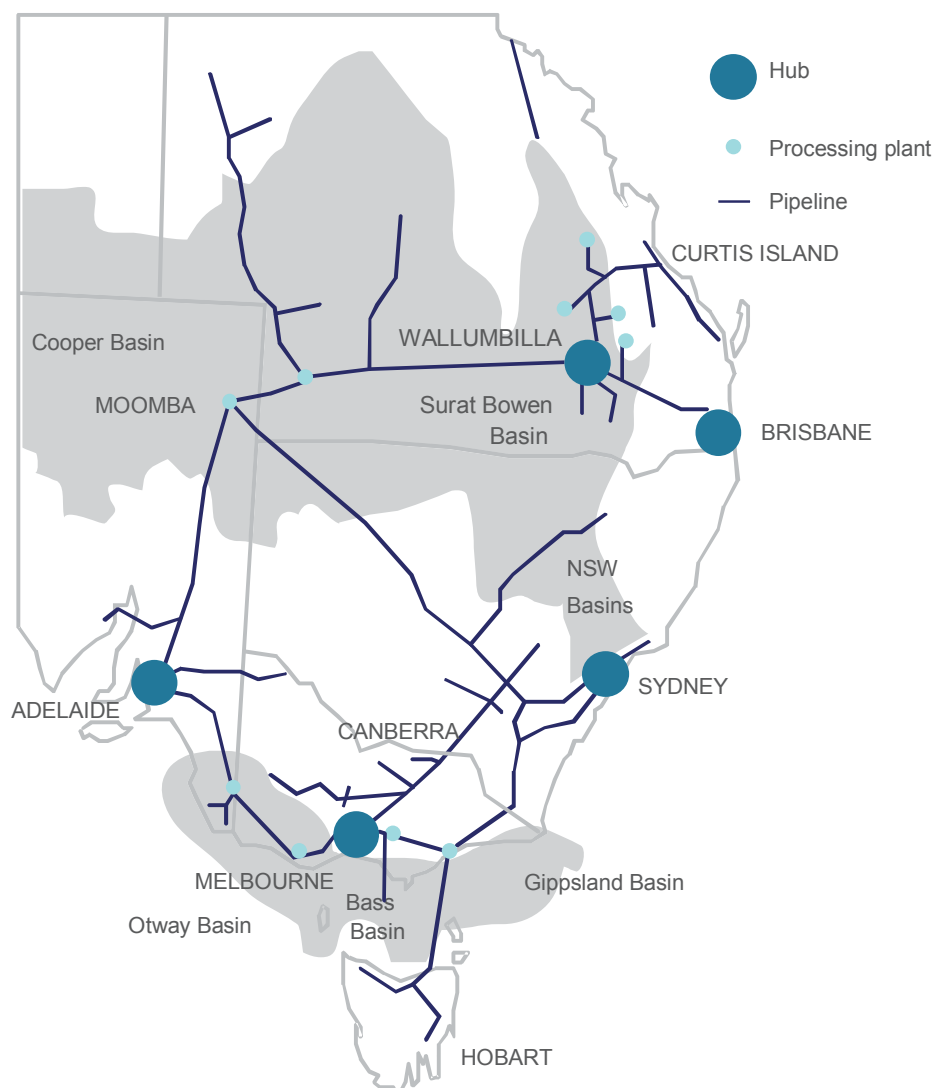 Hub
Processing plant
Pipeline
CURTIS ISLAND
WALLUMBILLA
Cooper Basin
MOOMBA
Surat Bowen
Basin
BRISBANE
NSW
Basins
SYDNEY
ADELAIDE
CANBERRA
MELBOURNE
Gippsland Basin
Bass
Basin
Otway Basin
HOBART